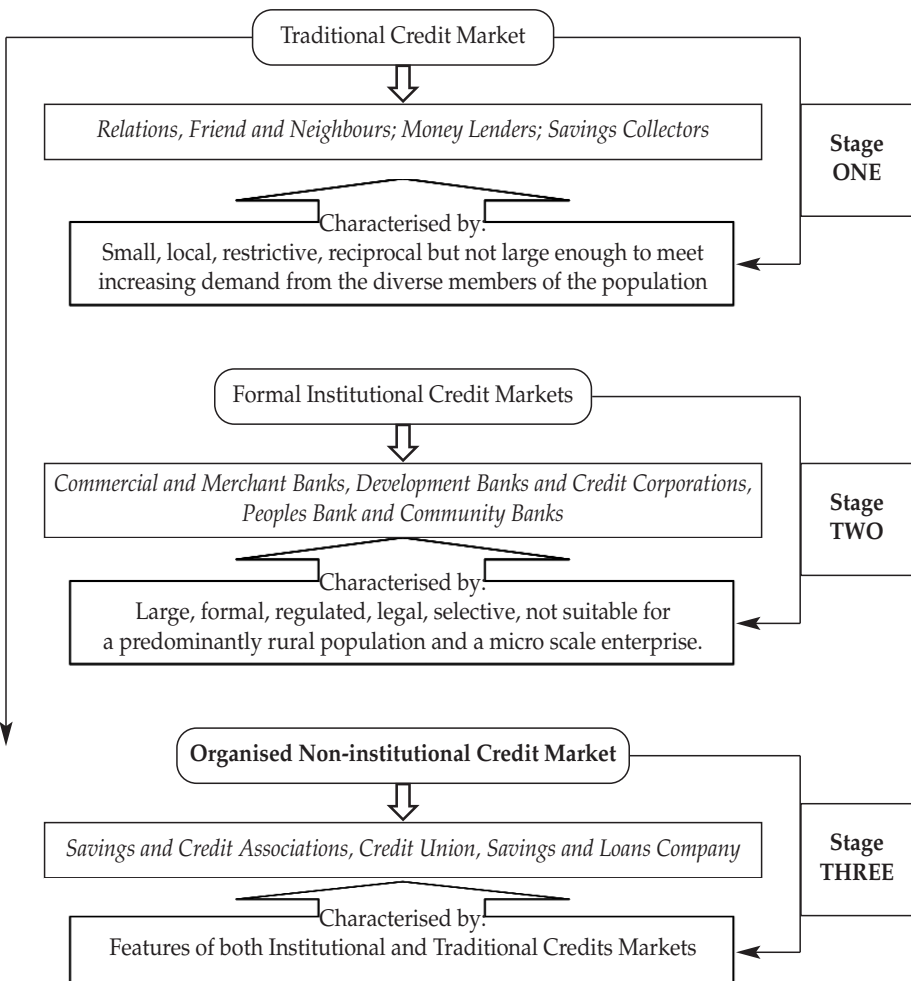 Traditional Credit Market
Relations, Friend and Neighbours; Money Lenders; Savings Collectors
Stage
ONE
Characterised by:
Small, local, restrictive, reciprocal but not large enough to meet
increasing demand from the diverse members of the population
Formal Institutional Credit Markets
Commercial and Merchant Banks, Development Banks and Credit Corporations,
Peoples Bank and Community Banks
Stage
TWO
Characterised by:
Large, formal, regulated, legal, selective, not suitable for
a predominantly rural population and a micro scale enterprise.
Organised Non-institutional Credit Market
Savings and Credit Associations, Credit Union, Savings and Loans Company
Stage
THREE
Characterised by:
Features of both Institutional and Traditional Credits Markets